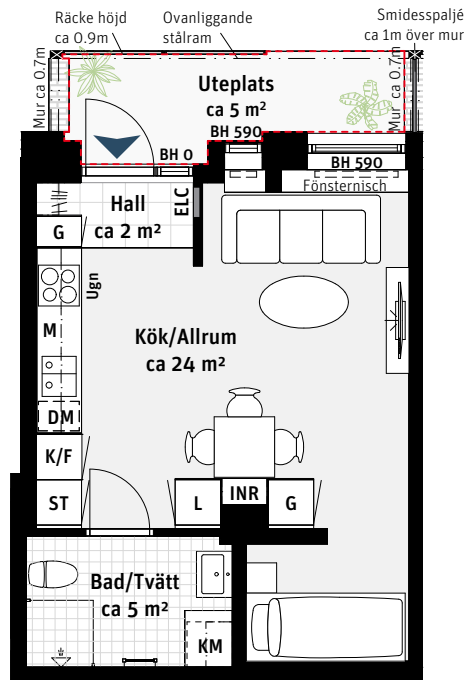 Räcke höjd
ca 0.9m
Ovanliggande
stålram
Smidesspaljé
ca 1m över mur
Mur ca 0.7m
Mur ca 0.7m
Uteplats
ca 5 m²
BH 590
BH 0
BH 590
Fönsternisch
Hall
ca 2 m²
ELC
G
Ugn
M
Kök/Allrum
ca 24 m²
DM
K/F
ST
L
INR
G
Bad/Tvätt
ca 5 m²
KM